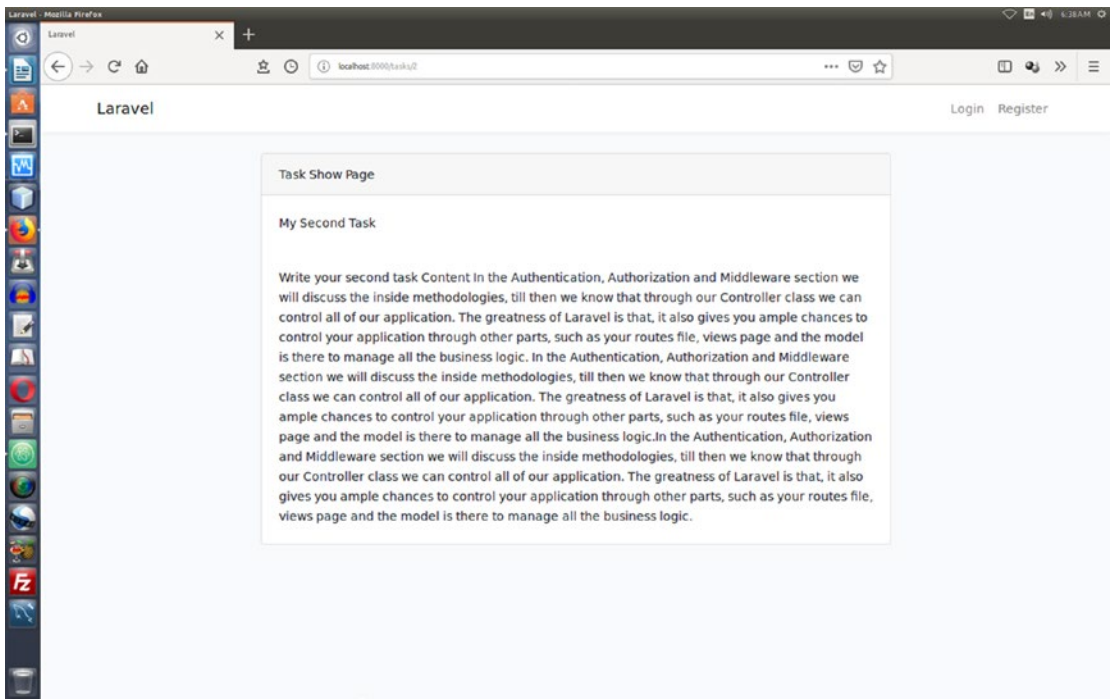 Laravel - Mozilla Firefox
En 6:38AM
Laravel
localhost:8000/tasks/2
Laravel Login Register
Task Show Page
My Second Task
Write your second task Content In the Authentication, Authorization and Middleware section we
will discuss the inside methodologies, till then we know that through our Controller class we can
control all of our application. The greatness of Laravel is that, it also gives you ample chances to
control your application through other parts, such as your routes file, views page and the model
is there to manage all the business logic. In the Authentication, Authorization and Middleware
section we will discuss the inside methodologies, till then we know that through our Controller
class we can control all of our application. The greatness of Laravel is that, it also gives you
ample chances to control your application through other parts, such as your routes file, views
page and the model is there to manage all the business logic.In the Authentication, Authorization
and Middleware section we will discuss the inside methodologies, till then we know that through
our Controller class we can control all of our application. The greatness of Laravel is that, it also
gives you ample chances to control your application through other parts, such as your routes file,
views page and the model is there to manage all the business logic.
Fz